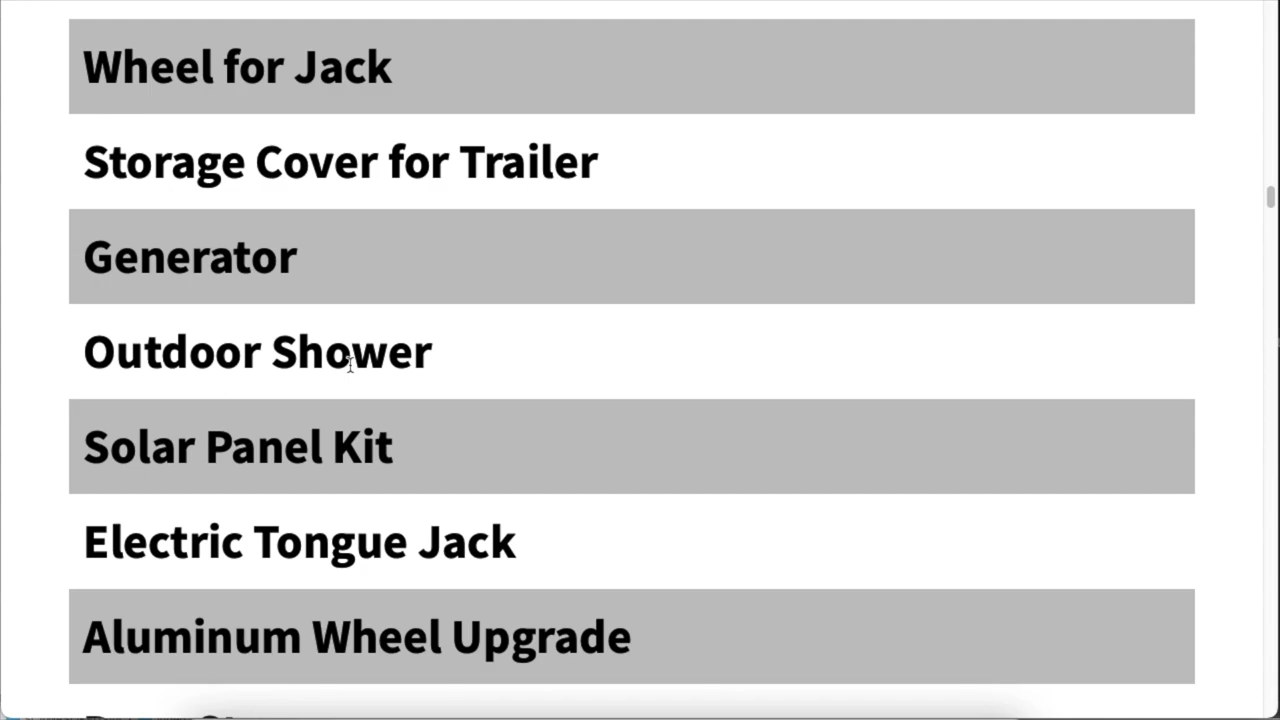 Wheel for Jack
Storage Cover for Trailer
Generator
Outdoor Shower
Solar Panel Kit
Electric Tongue Jack
Aluminum Wheel Upgrade